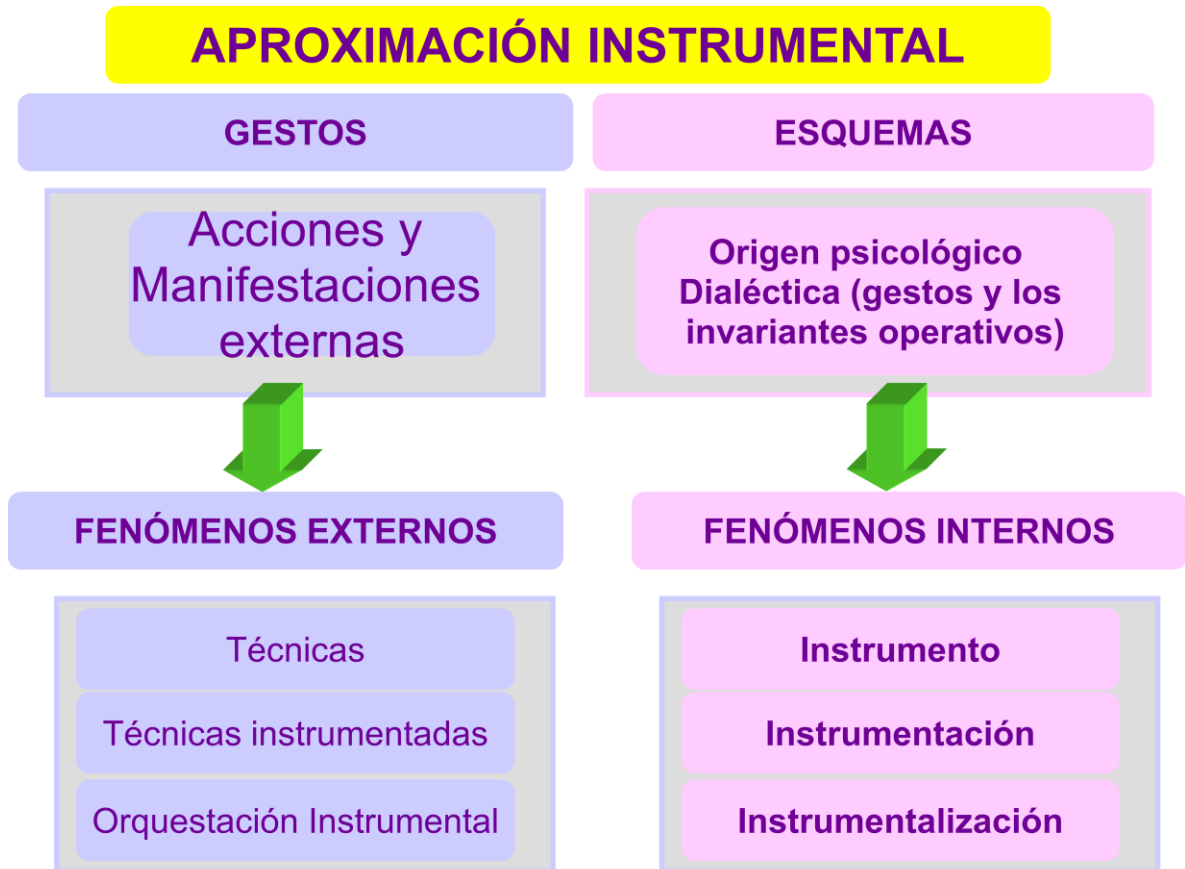 APROXIMACIÓN INSTRUMENTAL
GESTOS
ESQUEMAS
Acciones y
Manifestaciones
externas
Origen psicológico
Dialéctica (gestos y los
invariantes operativos)
FENÓMENOS EXTERNOS
FENÓMENOS INTERNOS
Técnicas
Técnicas instrumentadas
Orquestación Instrumental
Instrumento
Instrumentación
Instrumentalización